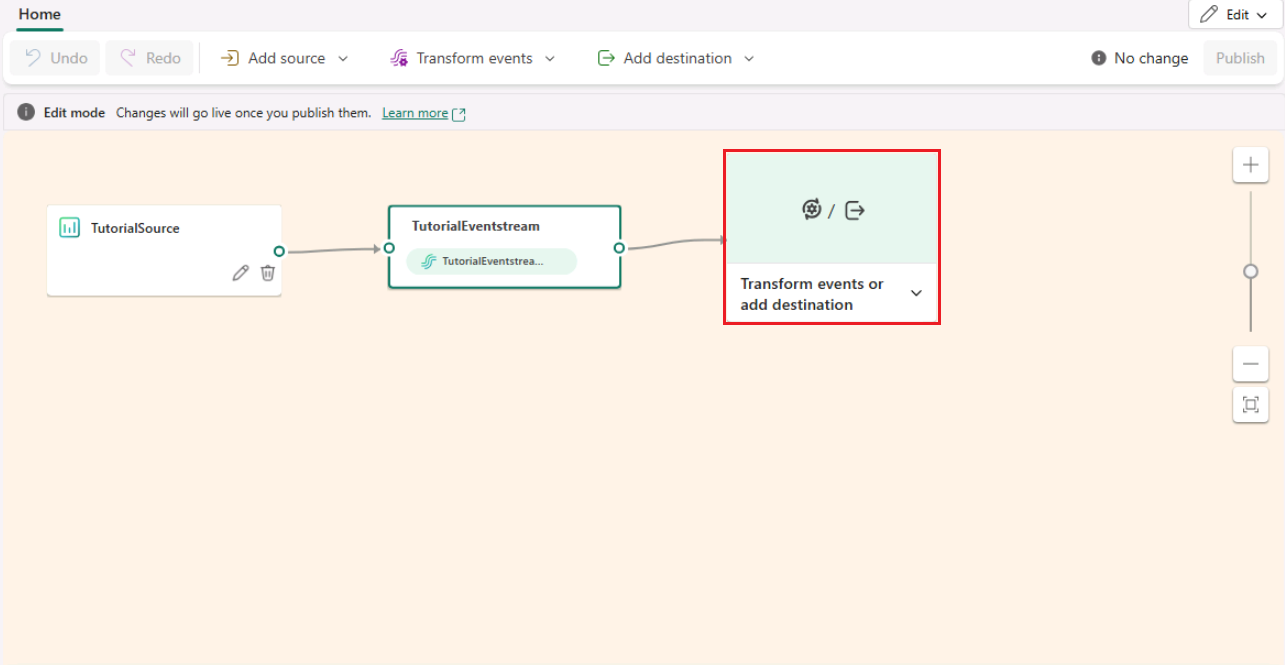 Home
Edit
Undo
Redo
Add source
Transform events
Add destination
No change
Publish
Edit mode Changes will go live once you publish them. Learn more
TutorialSource
TutorialEventstream
TutorialEventstrea...
/
Transform events or
add destination